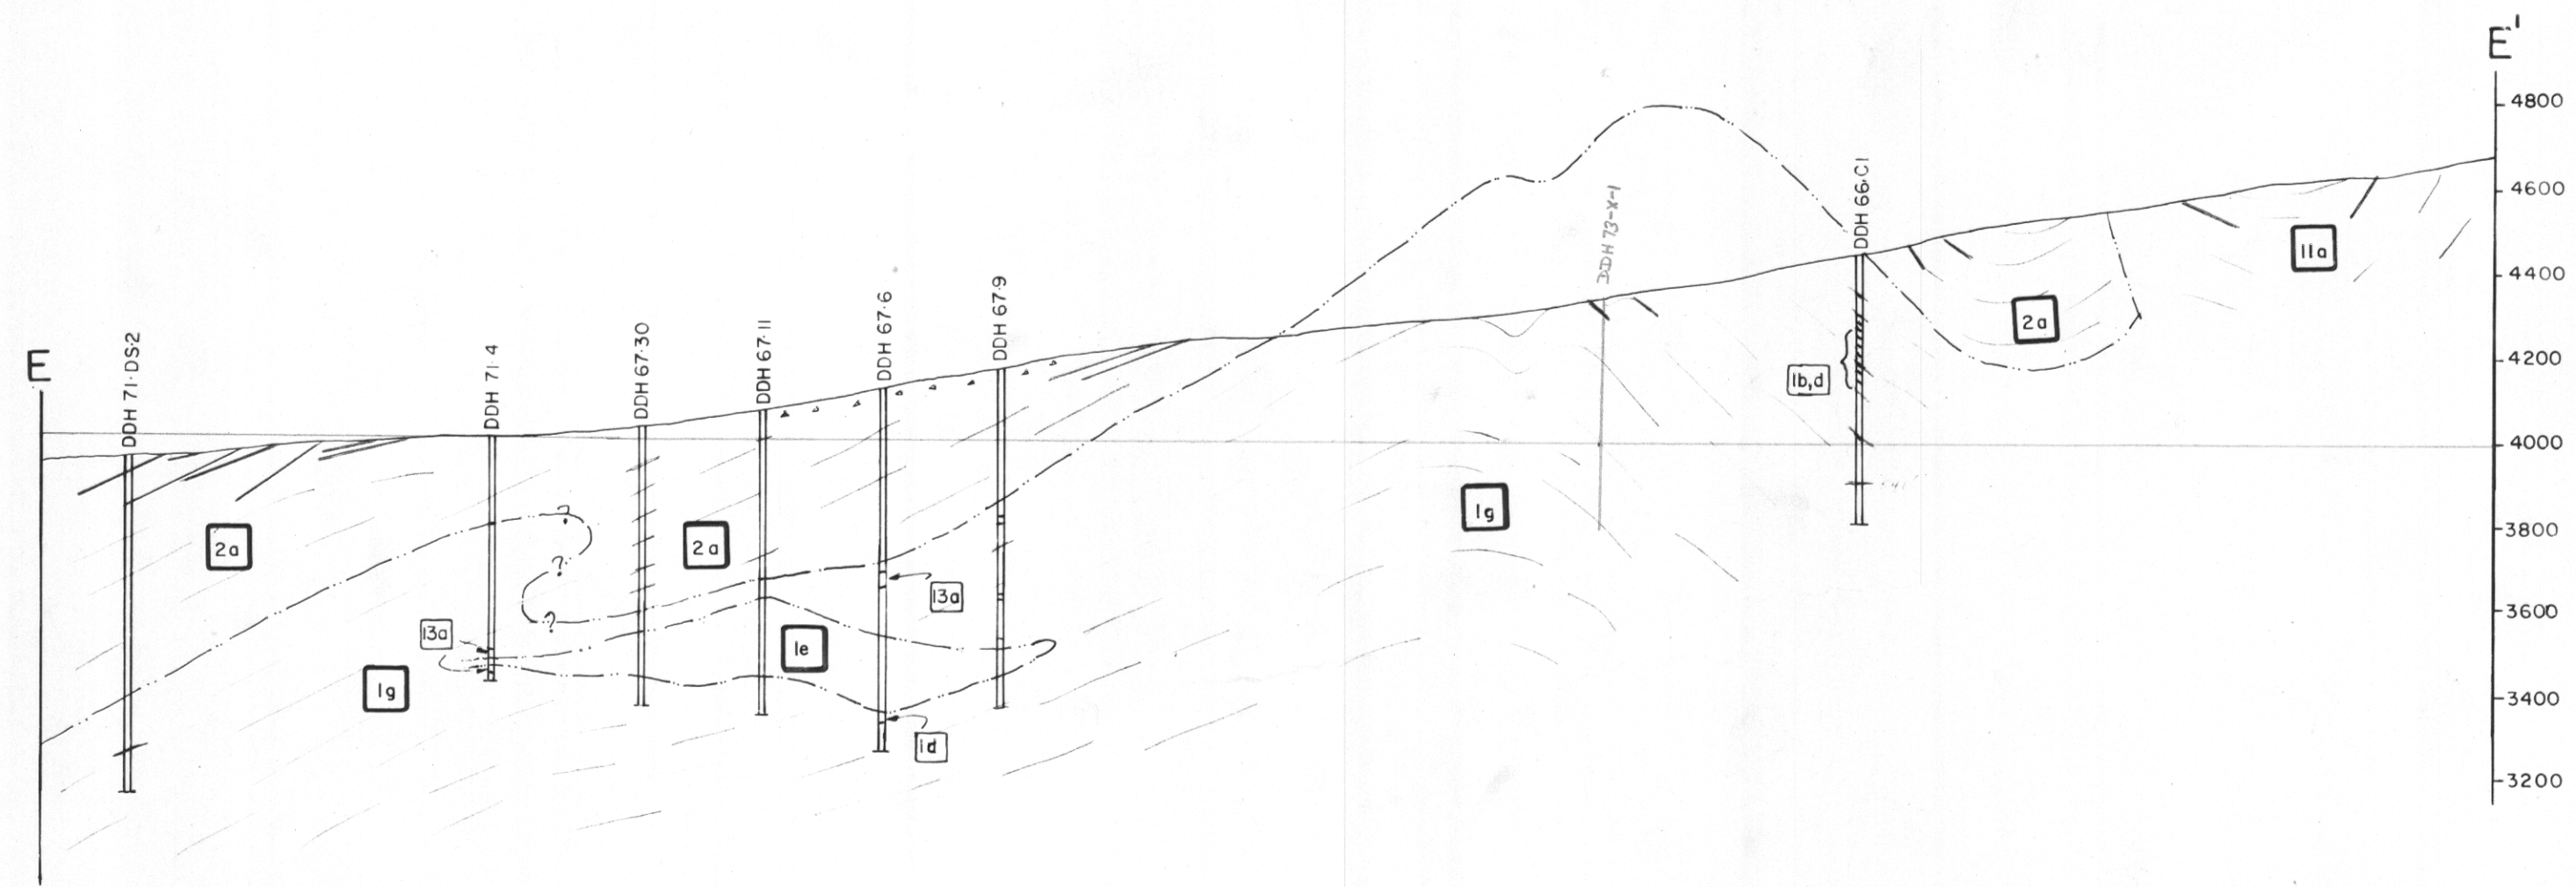 E
E'
DDH 71·DS·2
DDH 71·4
DDH 67·30
DDH 67·11
DDH 67·6
DDH 67·9
DDH 73-X-1
DDH 66·C1
4800
4600
4400
4200
4000
3800
3600
3400
3200
11a
2a
1b,d
1g
2a
2a
?
?
?
13a
13a
1e
1g
1d